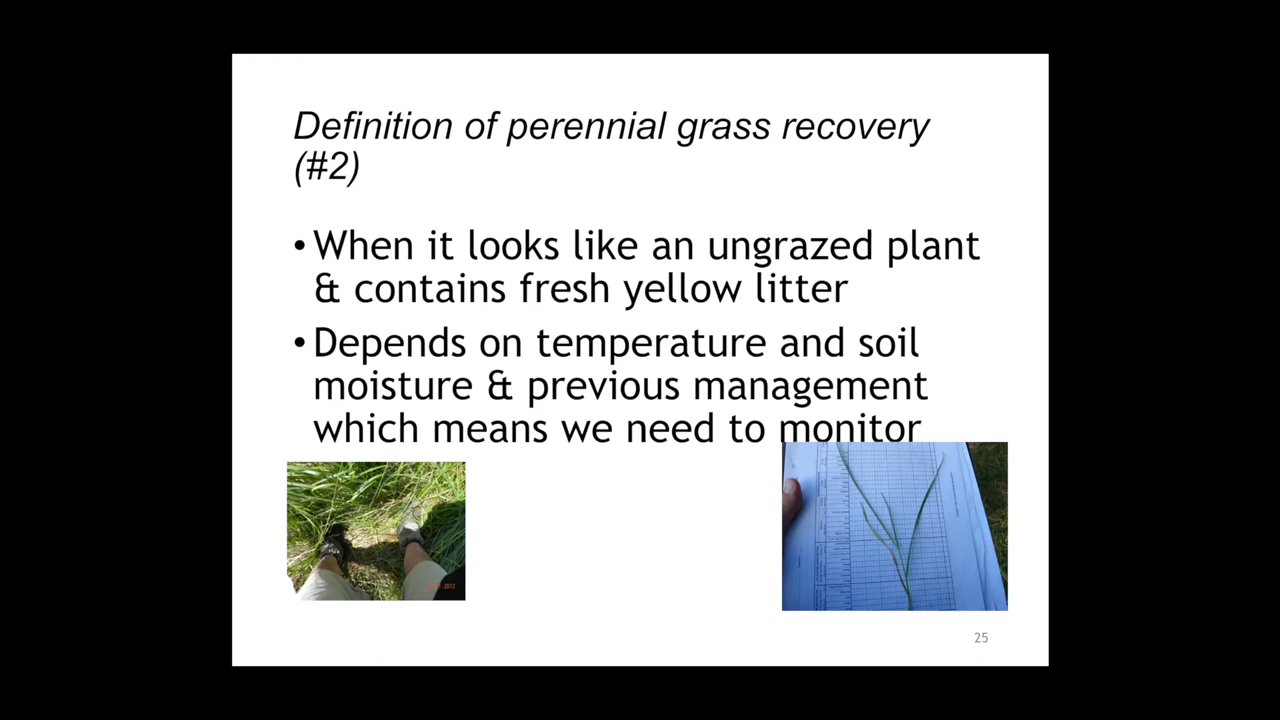 Definition of perennial grass recovery
(#2)
• When it looks like an ungrazed plant
& contains fresh yellow litter
• Depends on temperature and soil
moisture & previous management
which means we need to monitor
25